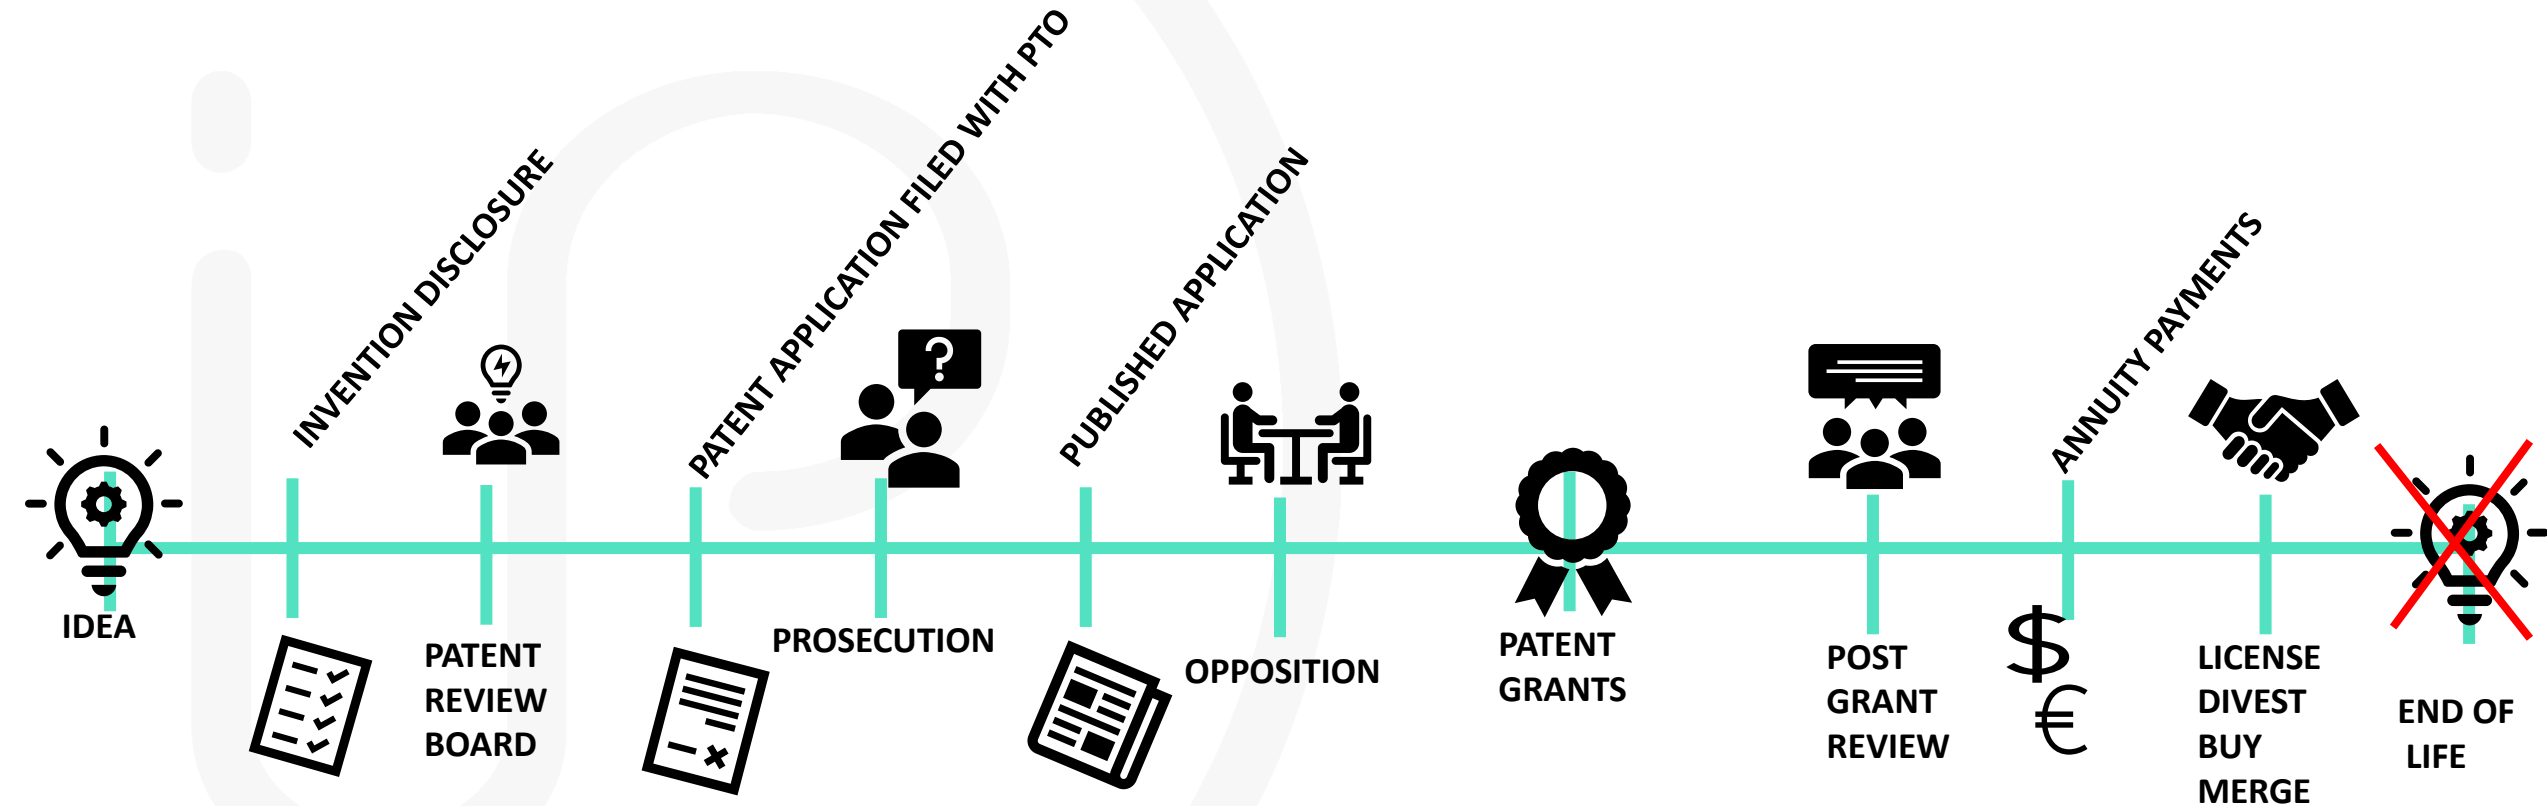 IDEA
INVENTION DISCLOSURE
PATENT
REVIEW
BOARD
PATENT APPLICATION FILED WITH PTO
?
PROSECUTION
PUBLISHED APPLICATION
OPPOSITION
PATENT
GRANTS
POST
GRANT
REVIEW
ANNUITY PAYMENTS
$
€
LICENSE
DIVEST
BUY
MERGE
END OF
LIFE